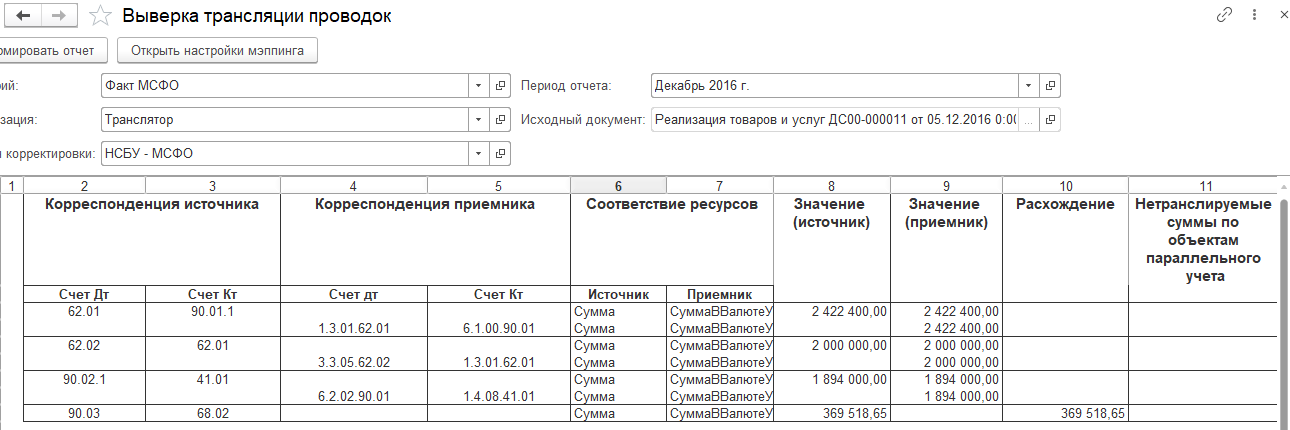 Выверка трансляции проводок
рмировать отчет Открыть настройки мэппинга
рий: Факт МСФО Период отчета: Декабрь 2016 г.
зация: Транслятор Исходный документ: Реализация товаров и услуг ДС00-000011 от 05.12.2016 0:00 ...
и корректировки: НСБУ - МСФО
1 2 3 4 5 6 7 8 9 10 11
Корреспонденция источника Корреспонденция приемника Соответствие ресурсов Значение (источник) Значение (приемник) Расхождение Нетранслируемые суммы по объектам параллельного учета
Счет Дт Счет Кт Счет дт Счет Кт Источник Приемник
62.01 90.01.1 Сумма СуммаВВалютеУ 2 422 400,00 2 422 400,00
1.3.01.62.01 6.1.00.90.01 Сумма СуммаВВалютеУ 2 422 400,00
62.02 62.01 Сумма СуммаВВалютеУ 2 000 000,00 2 000 000,00
3.3.05.62.02 1.3.01.62.01 Сумма СуммаВВалютеУ 2 000 000,00
90.02.1 41.01 Сумма СуммаВВалютеУ 1 894 000,00 1 894 000,00
6.2.02.90.01 1.4.08.41.01 Сумма СуммаВВалютеУ 1 894 000,00
90.03 68.02 Сумма СуммаВВалютеУ 369 518,65 369 518,65